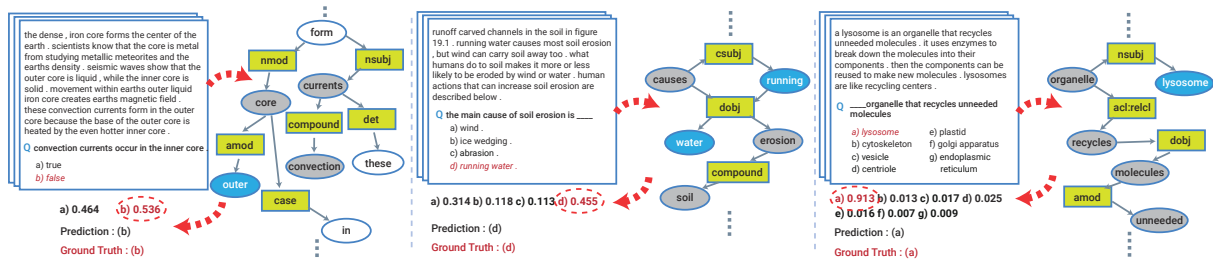 the dense , iron core forms the center of the
earth . scientists know that the core is metal
from studying metallic meteorites and the
earths density . seismic waves show that the
outer core is liquid , while the inner core is
solid . movement within earths outer liquid
iron core creates earths magnetic field .
these convection currents form in the outer
core because the base of the outer core is
heated by the even hotter inner core .
Q convection currents occur in the inner core .
a) true
b) false
a) 0.464 b) 0.536
Prediction : (b)
Ground Truth : (b)
form
nmod
nsubj
core
currents
amod
compound
det
outer
convection
these
case
in
runoff carved channels in the soil in figure
19.1 . running water causes most soil erosion
, but wind can carry soil away too . what
humans do to soil makes it more or less
likely to be eroded by wind or water . human
actions that can increase soil erosion are
described below .
Q the main cause of soil erosion is ____
a) wind .
b) ice wedging .
c) abrasion .
d) running water .
a) 0.314 b) 0.118 c) 0.113 d) 0.455
Prediction : (d)
Ground Truth : (d)
csubj
causes
running
dobj
water
erosion
compound
soil
a lysosome is an organelle that recycles
unneeded molecules . it uses enzymes to
break down the molecules into their
components . then the components can be
reused to make new molecules . lysosomes
are like recycling centers .
Q ____organelle that recycles unneeded
molecules
a) lysosome e) plastid
b) cytoskeleton f) golgi apparatus
c) vesicle g) endoplasmic
d) centriole reticulum
a) 0.913 b) 0.013 c) 0.017 d) 0.025
e) 0.016 f) 0.007 g) 0.009
Prediction : (a)
Ground Truth : (a)
nsubj
organelle
lysosome
acl:relcl
recycles
dobj
molecules
amod
unneeded